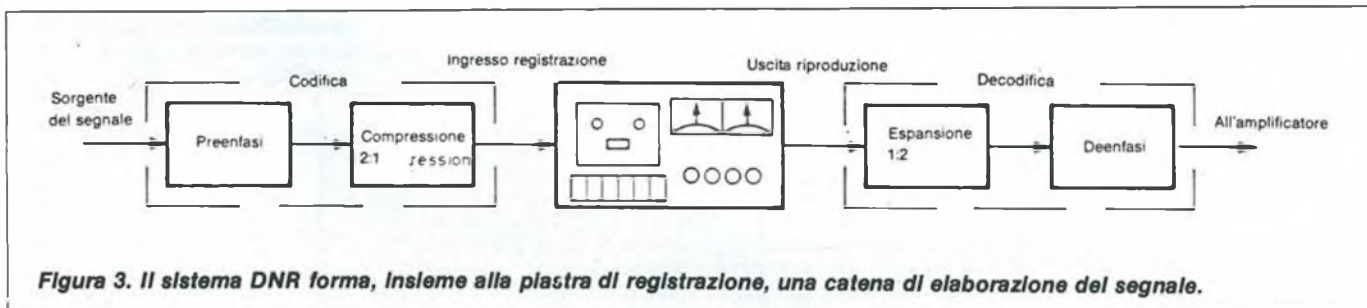 Sorgente
del segnale
Codifica
Preenfasi
Compressione
2:1 ression
Ingresso registrazione
Uscita riproduzione
Decodifica
Espansione
1:2
Deenfasi
All'amplificatore
Figura 3. Il sistema DNR forma, insieme alla piastra di registrazione, una catena di elaborazione del segnale.